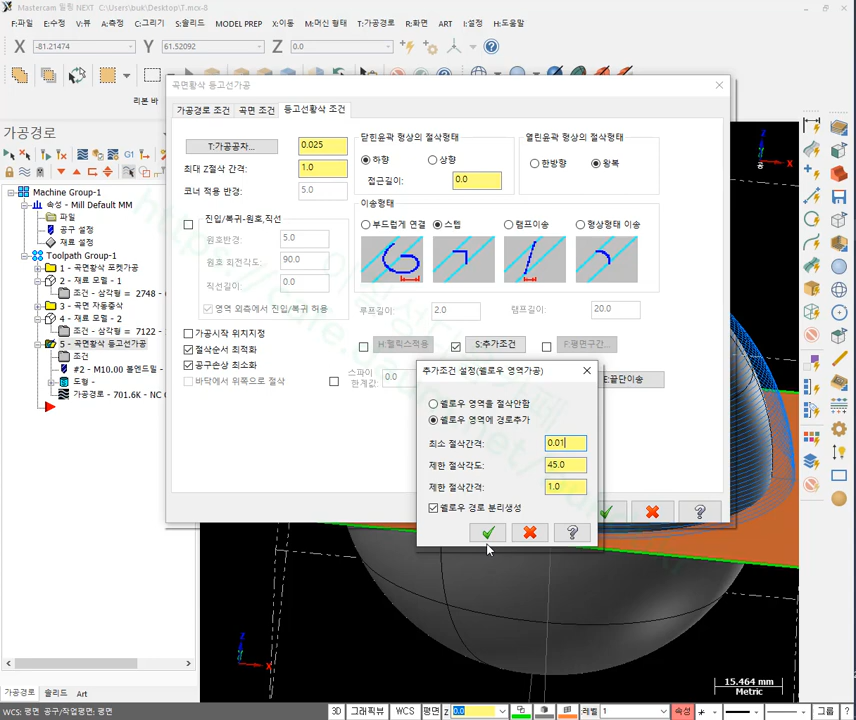 Mastercam 밀링 NEXT  C:\Users\buk\Desktop\T.mcx-8
F:파일 E:수정 V:뷰 A:측정 C:그리기 S:솔리드 MODEL PREP X:이동 M:머신 형태 T:가공경로 R:화면 ART I:설정 H:도움말
X -81.21474 Y 61.52092 Z 0.0
리본 바
가공경로
Machine Group-1
속성 - Mill Default MM
파일
공구 설정
재료 설정
Toolpath Group-1
1 - 곡면황삭 포켓가공
2 - 재료 모델 - 1
조건 - 삼각형 = 2748 -
3 - 곡면 자동증삭
4 - 재료 모델 - 2
조건 - 삼각형 = 7122 -
5 - 곡면황삭 등고선가공
조건
#2 - M10.00 볼엔드밀 -
도형 -
가공경로 - 701.6K - NC
G1
곡면황삭 등고선가공
가공경로 조건 곡면 조건 등고선황삭 조건
T:가공공차... 0.025
최대 Z절삭 간격: 1.0
코너 적용 반경: 5.0
진입/복귀-원호,직선
원호반경: 5.0
원호 회전각도: 90.0
직선길이: 0.0
영역 외측에서 진입/복귀 허용
가공시작 위치지정
절삭순서 최적화
공구손상 최소화
바닥에서 위쪽으로 절삭
닫힌윤곽 형상의 절삭형태
하향 상향
접근길이: 0.0
열린윤곽 형상의 절삭형태
한방향 왕복
이송형태
부드럽게 연결 스텝 램프이송 형상형태 이송
루프길이: 2.0 램프길이: 20.0
H:헬릭스적용 S:추가조건 F:평면구간...
스파이
한계값: 0.0
E:끝단이송
추가조건 설정(쉘로우 영역가공)
쉘로우 영역을 절삭안함
쉘로우 영역에 경로추가
최소 절삭간격: 0.01
제한 절삭각도: 45.0
제한 절삭간격: 1.0
쉘로우 경로 분리생성
15.464 mm
Metric
가공경로 솔리드 Art
WCS: 평면 공구/작업평면: 평면
3D 그래픽뷰 WCS 평면 Z 0.0 레벨 1 속성 그룹 ?